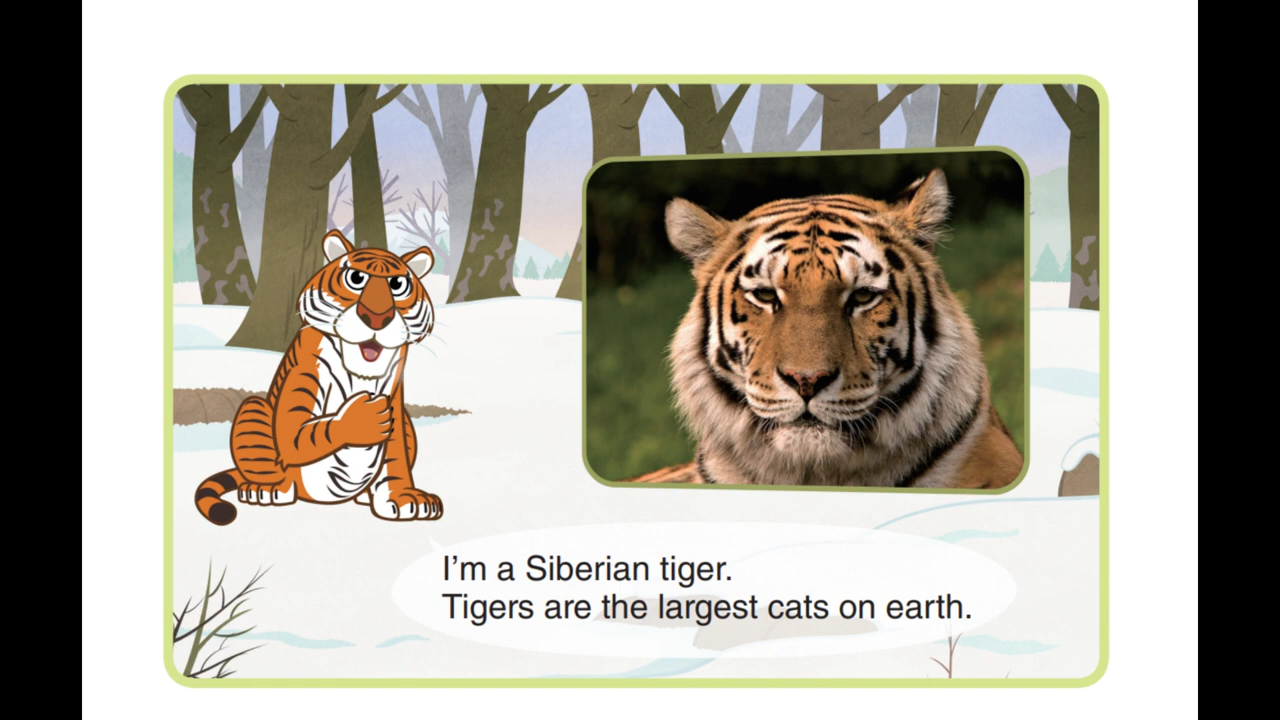 I’m a Siberian tiger.
Tigers are the largest cats on earth.